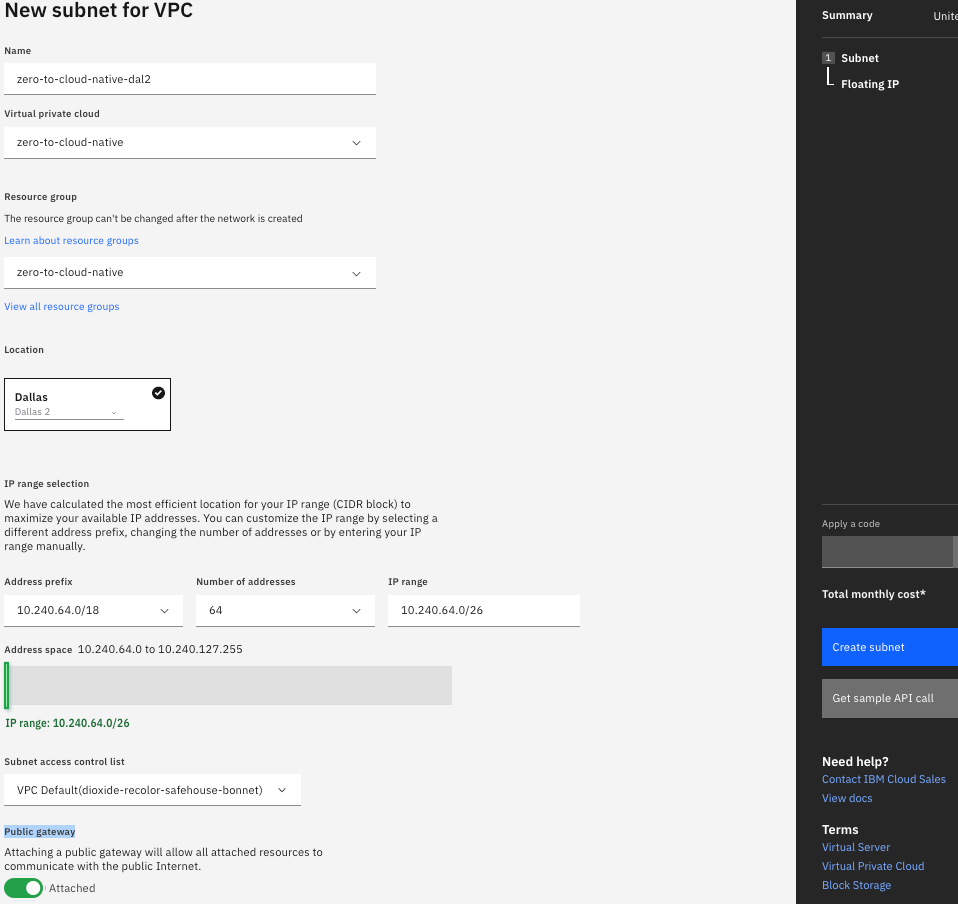 New subnet for VPC
Name
zero-to-cloud-native-dal2
Virtual private cloud
zero-to-cloud-native
Resource group
The resource group can't be changed after the network is created
Learn about resource groups
zero-to-cloud-native
View all resource groups
Location
Dallas
Dallas 2
IP range selection
We have calculated the most efficient location for your IP range (CIDR block) to
maximize your available IP addresses. You can customize the IP range by selecting a
different address prefix, changing the number of addresses or by entering your IP
range manually.
Address prefix
Number of addresses
IP range
10.240.64.0/18
64
10.240.64.0/26
Address space 10.240.64.0 to 10.240.127.255
IP range: 10.240.64.0/26
Subnet access control list
VPC Default(dioxide-recolor-safehouse-bonnet)
Public gateway
Attaching a public gateway will allow all attached resources to
communicate with the public Internet.
Attached
Summary
Unite
1 Subnet
Floating IP
Apply a code
Total monthly cost*
Create subnet
Get sample API call
Need help?
Contact IBM Cloud Sales
View docs
Terms
Virtual Server
Virtual Private Cloud
Block Storage